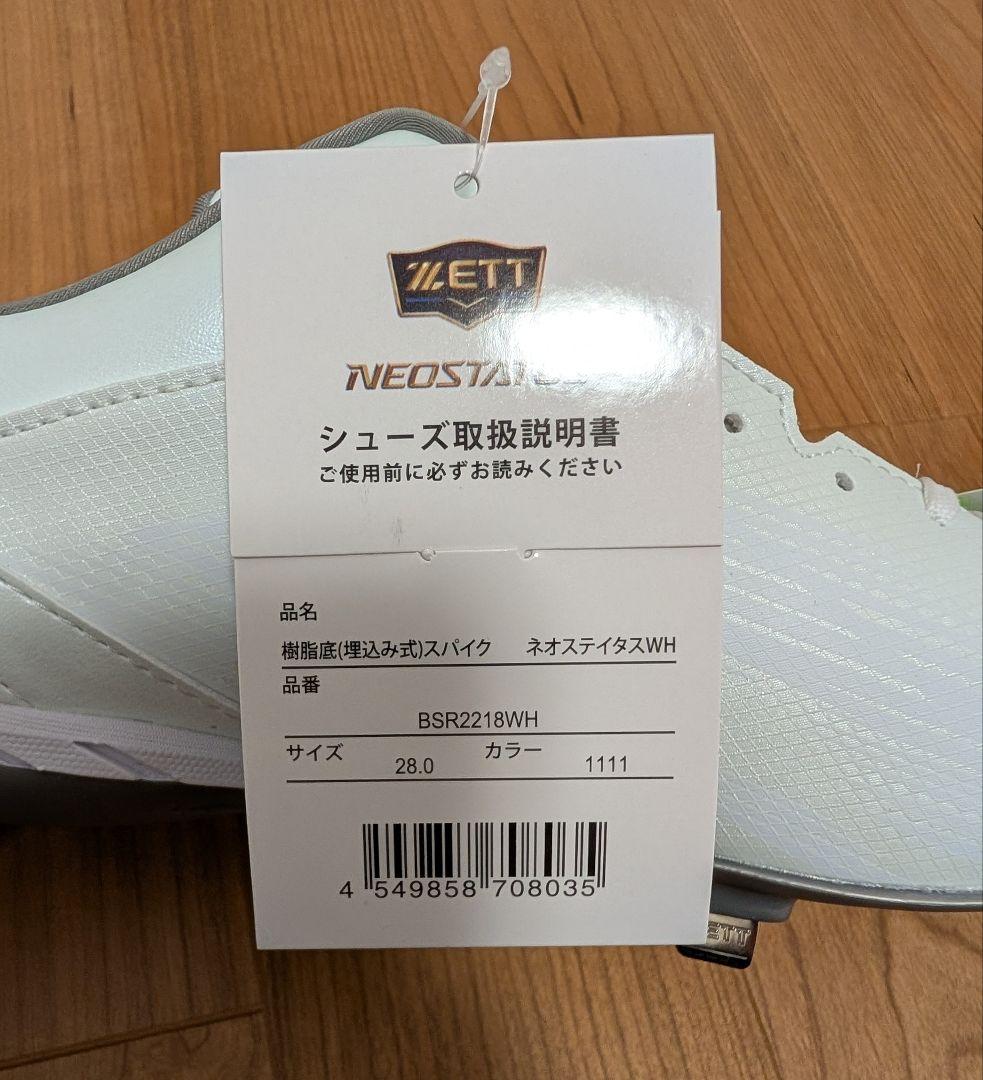 ZETT
NEOSTATUS
シューズ取扱説明書
ご使用前に必ずお読みください
品名
樹脂底(埋込み式)スパイク ネオステイタスWH
品番
BSR2218WH
サイズ 28.0 カラー 1111
4 549858 708035
ZETT